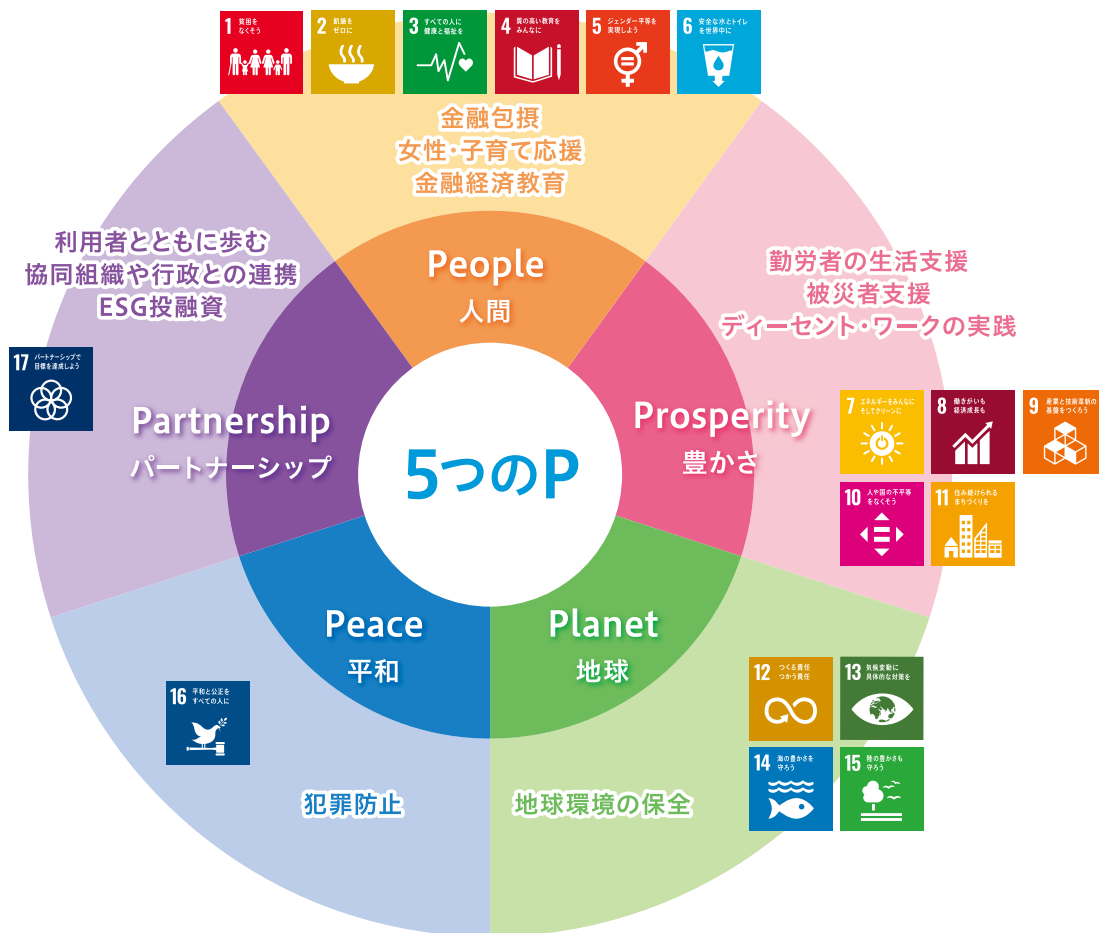 1 貧困を
なくそう
2 飢餓を
ゼロに
3 すべての人に
健康と福祉を
4 質の高い教育を
みんなに
5 ジェンダー平等を
実現しよう
6 安全な水とトイレ
を世界中に
金融包摂
女性・子育て応援
金融経済教育
People
人間
利用者とともに歩む
協同組織や行政との連携
ESG投融資
17 パートナーシップで
目標を達成しよう
Partnership
パートナーシップ
勤労者の生活支援
被災者支援
ディーセント・ワークの実践
Prosperity
豊かさ
7 エネルギーをみんなに
そしてクリーンに
8 働きがいも
経済成長も
9 産業と技術革新の
基盤をつくろう
10 人や国の不平等
をなくそう
11 住み続けられる
まちづくりを
5つのP
Peace
平和
16 平和と公正を
すべての人に
犯罪防止
Planet
地球
12 つくる責任
つかう責任
13 気候変動に
具体的な対策を
14 海の豊かさを
守ろう
15 陸の豊かさも
守ろう
地球環境の保全